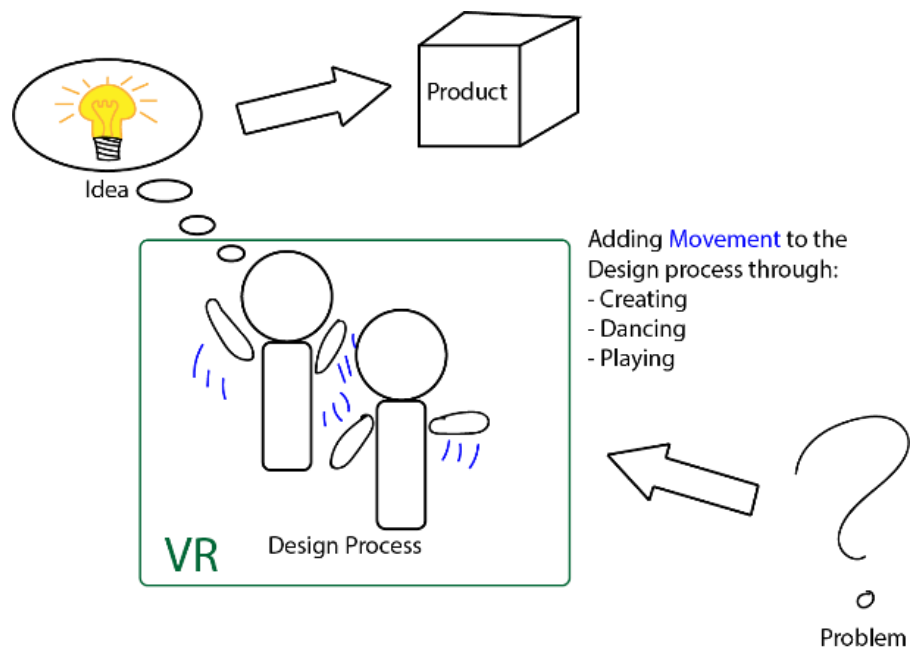 Product
Idea
Adding Movement to the
Design process through:
- Creating
- Dancing
- Playing
VR
Design Process
Problem